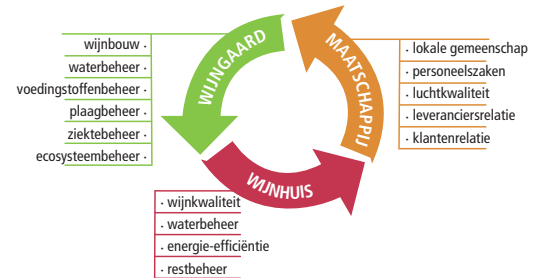 WIJNGAARD
wijnbouw ·
waterbeheer ·
voedingstoffenbeheer ·
plaagbeheer ·
ziektebeheer ·
ecosysteembeheer ·
MAATSCHAPPIJ
· lokale gemeenschap
· personeelszaken
· luchtkwaliteit
· leveranciersrelatie
· klantenrelatie
WIJNHUIS
· wijnkwaliteit
· waterbeheer
· energie-efficiëntie
· restbeheer